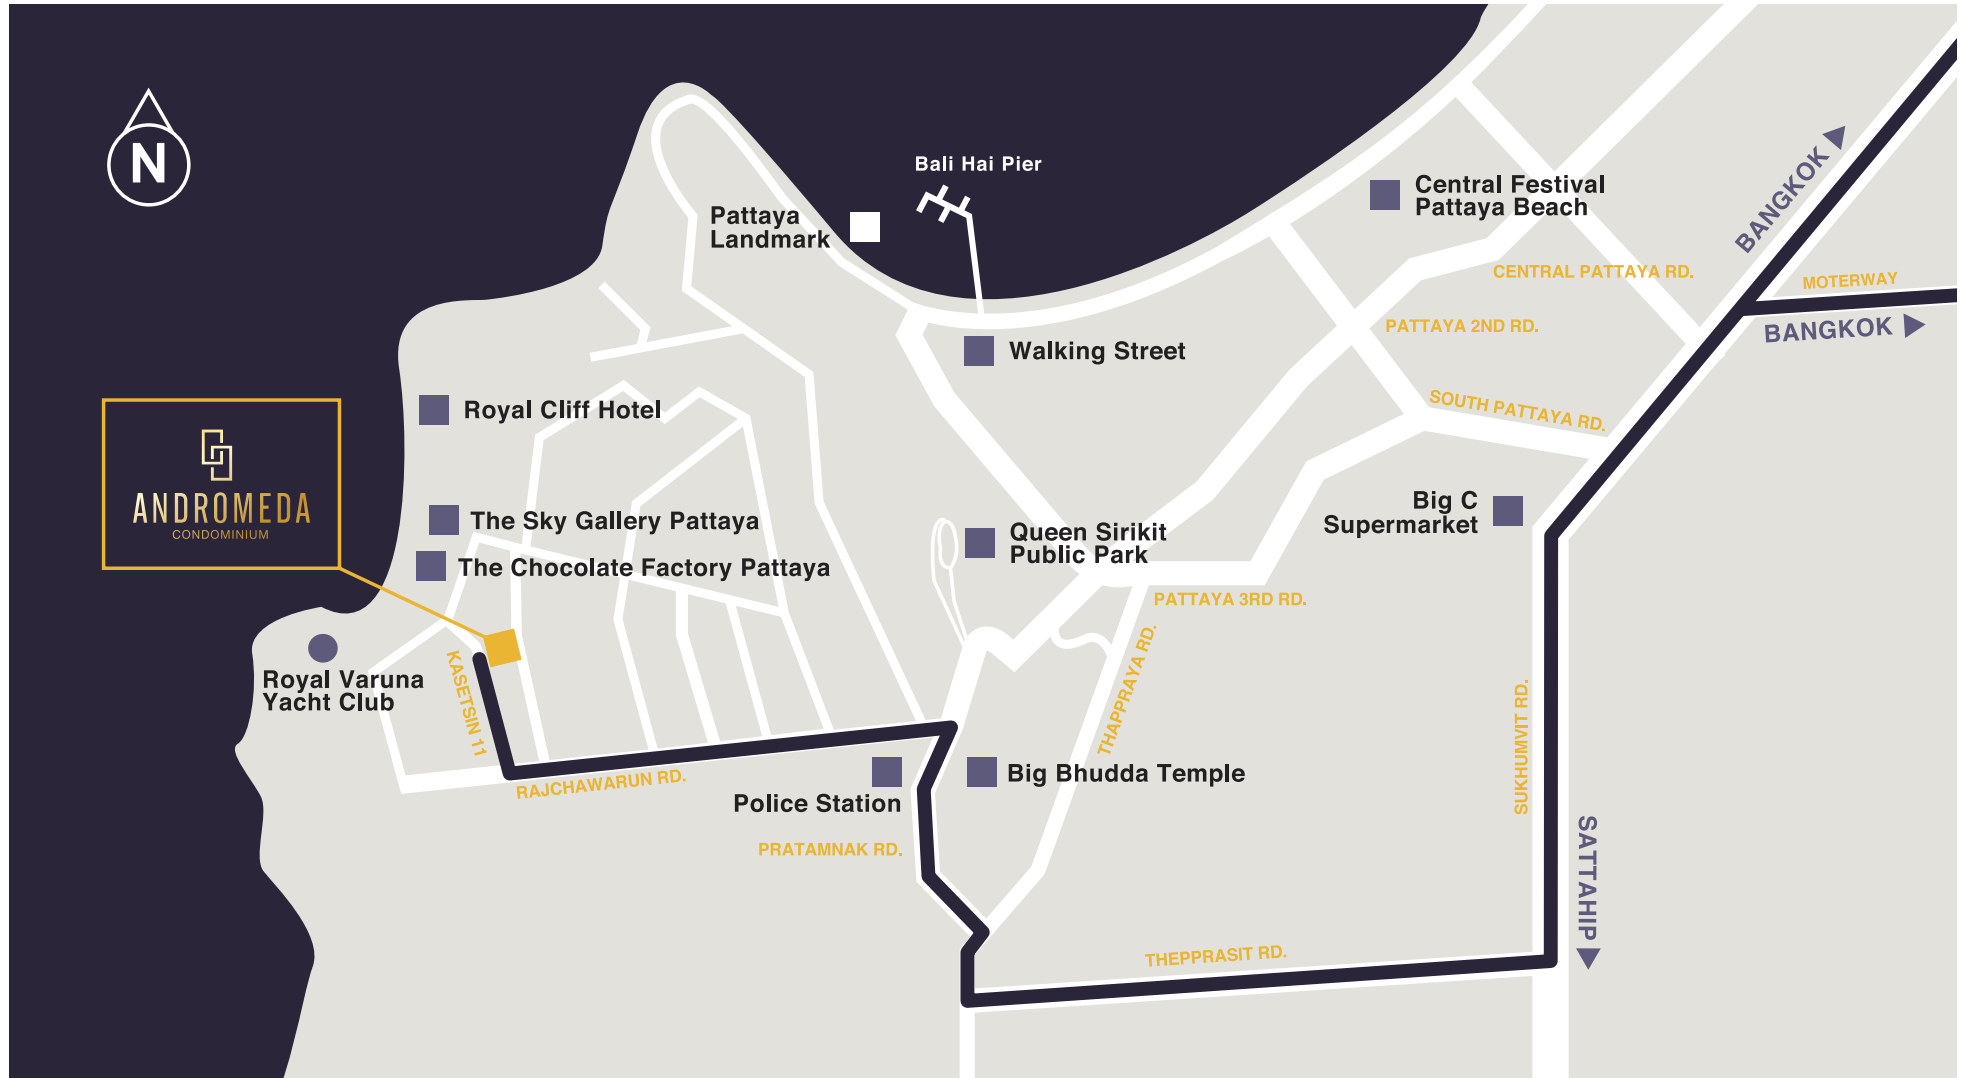 N
Bali Hai Pier
Pattaya
Landmark
Central Festival
Pattaya Beach
BANGKOK
CENTRAL PATTAYA RD.
MOTERWAY
PATTAYA 2ND RD.
BANGKOK
Walking Street
Royal Cliff Hotel
SOUTH PATTAYA RD.
ANDROMEDA
CONDOMINIUM
The Sky Gallery Pattaya
The Chocolate Factory Pattaya
Queen Sirikit
Public Park
Big C
Supermarket
PATTAYA 3RD RD.
THAPPRAYA RD.
KASETSIN 11
Royal Varuna
Yacht Club
SUKHUMVIT RD.
RAJCHAWARUN RD.
Police Station
Big Bhudda Temple
PRATAMNAK RD.
SATTAHIP
THEPPRASIT RD.